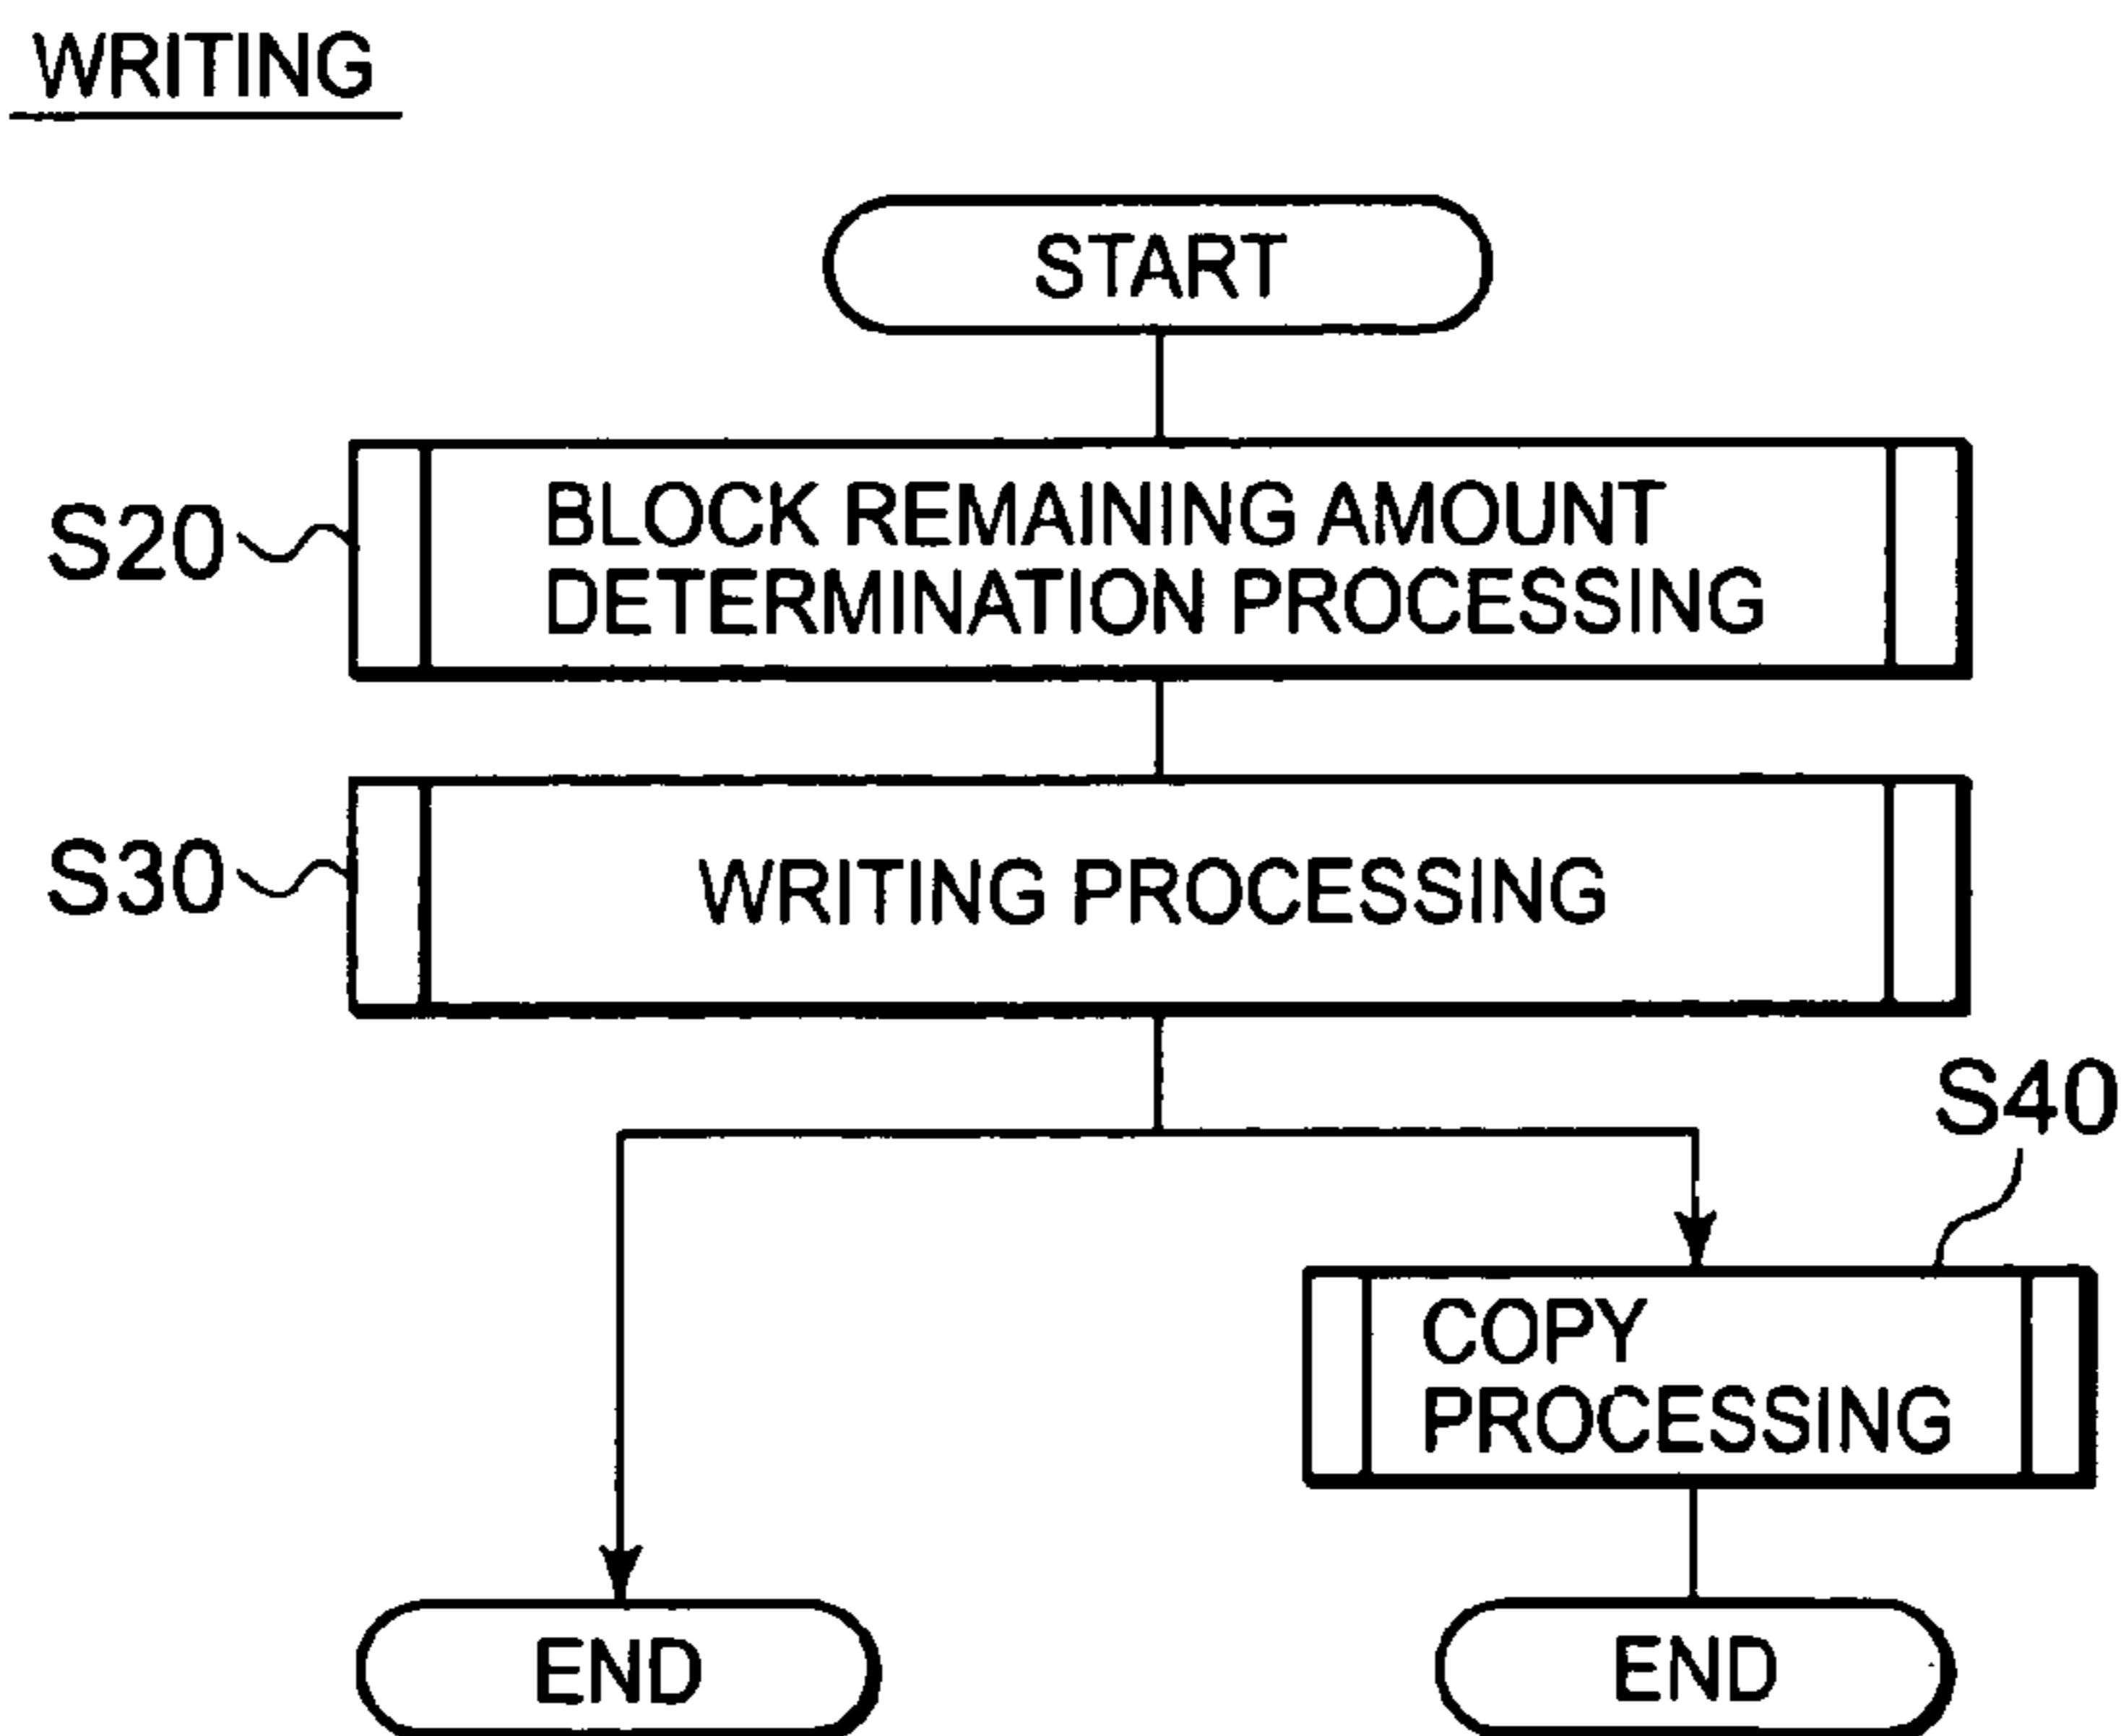 WRITING
START
S20
BLOCK REMAINING AMOUNT
DETERMINATION PROCESSING
S30
WRITING PROCESSING
S40
COPY
PROCESSING
END
END